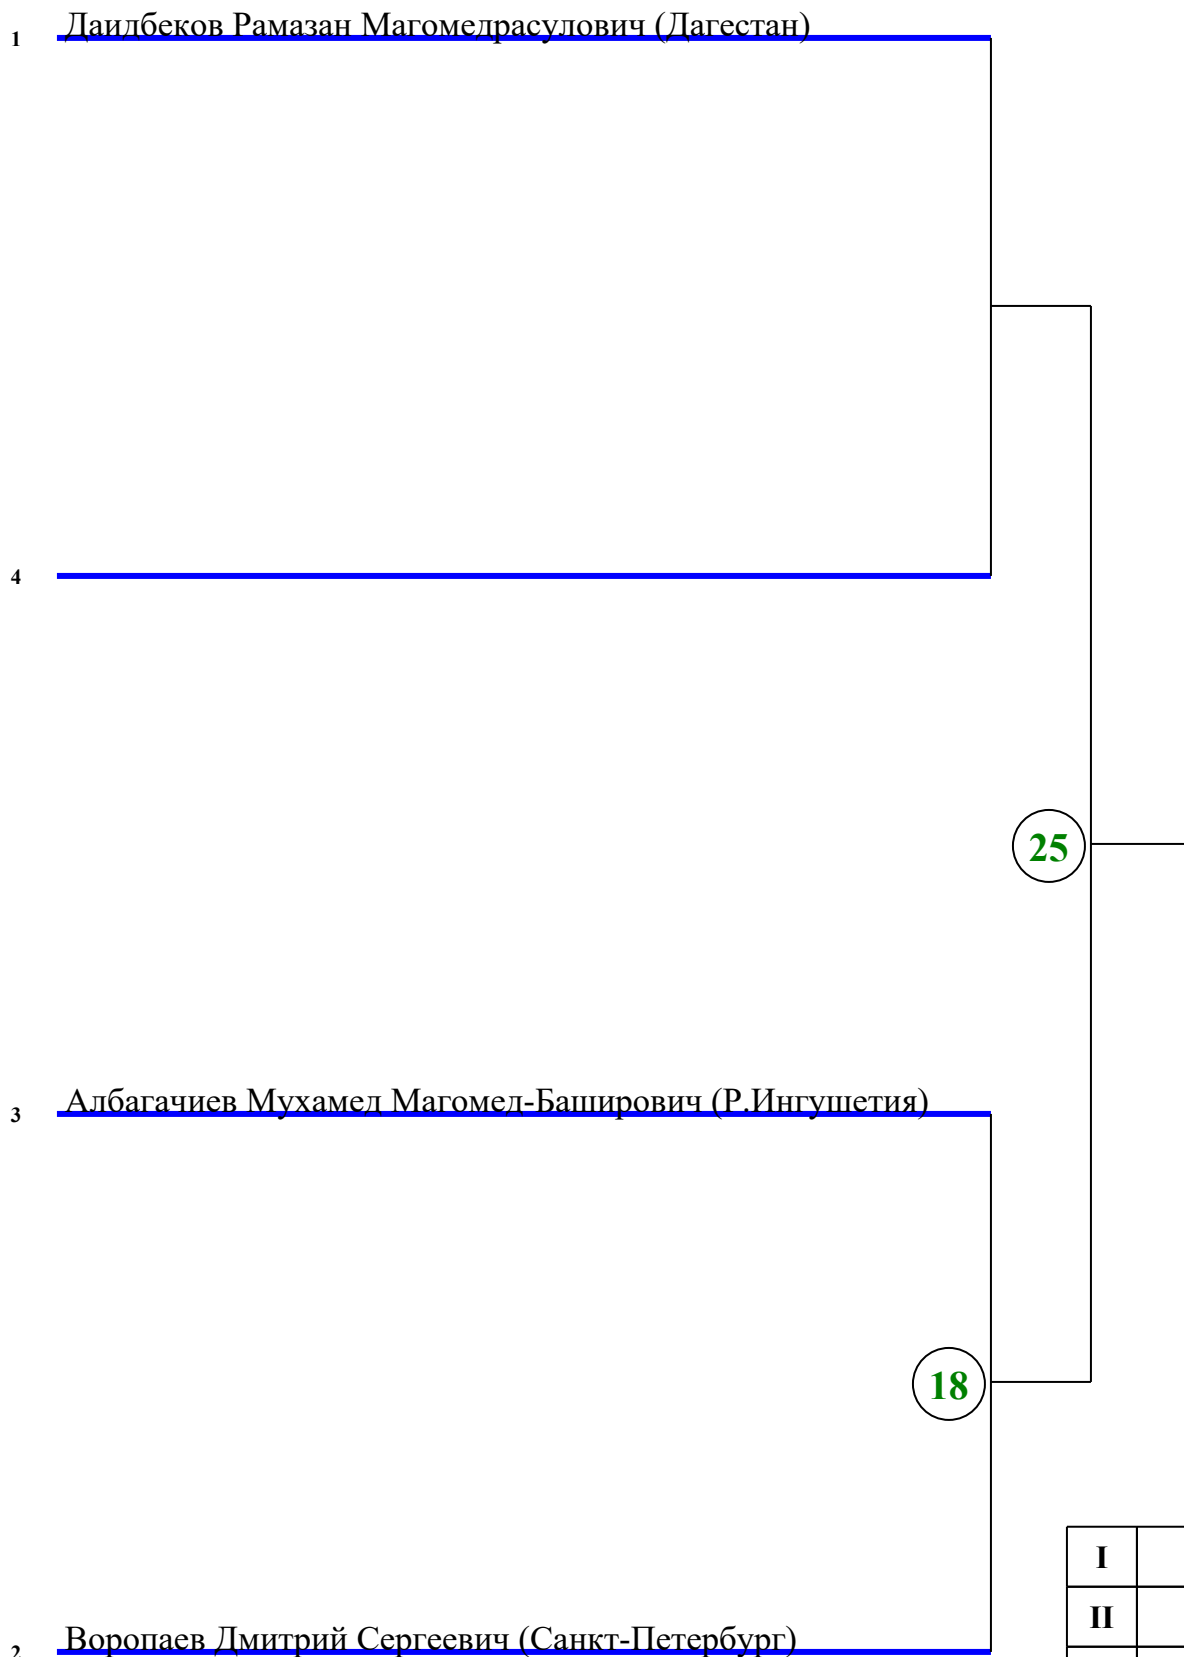 1 Даидбеков Рамазан Магомедрасулович (Дагестан)
4
25
3 Албагачиев Мухамед Магомед-Баширович (Р.Ингушетия)
18
I
II
2 Воропаев Дмитрий Сергеевич (Санкт-Петербург)